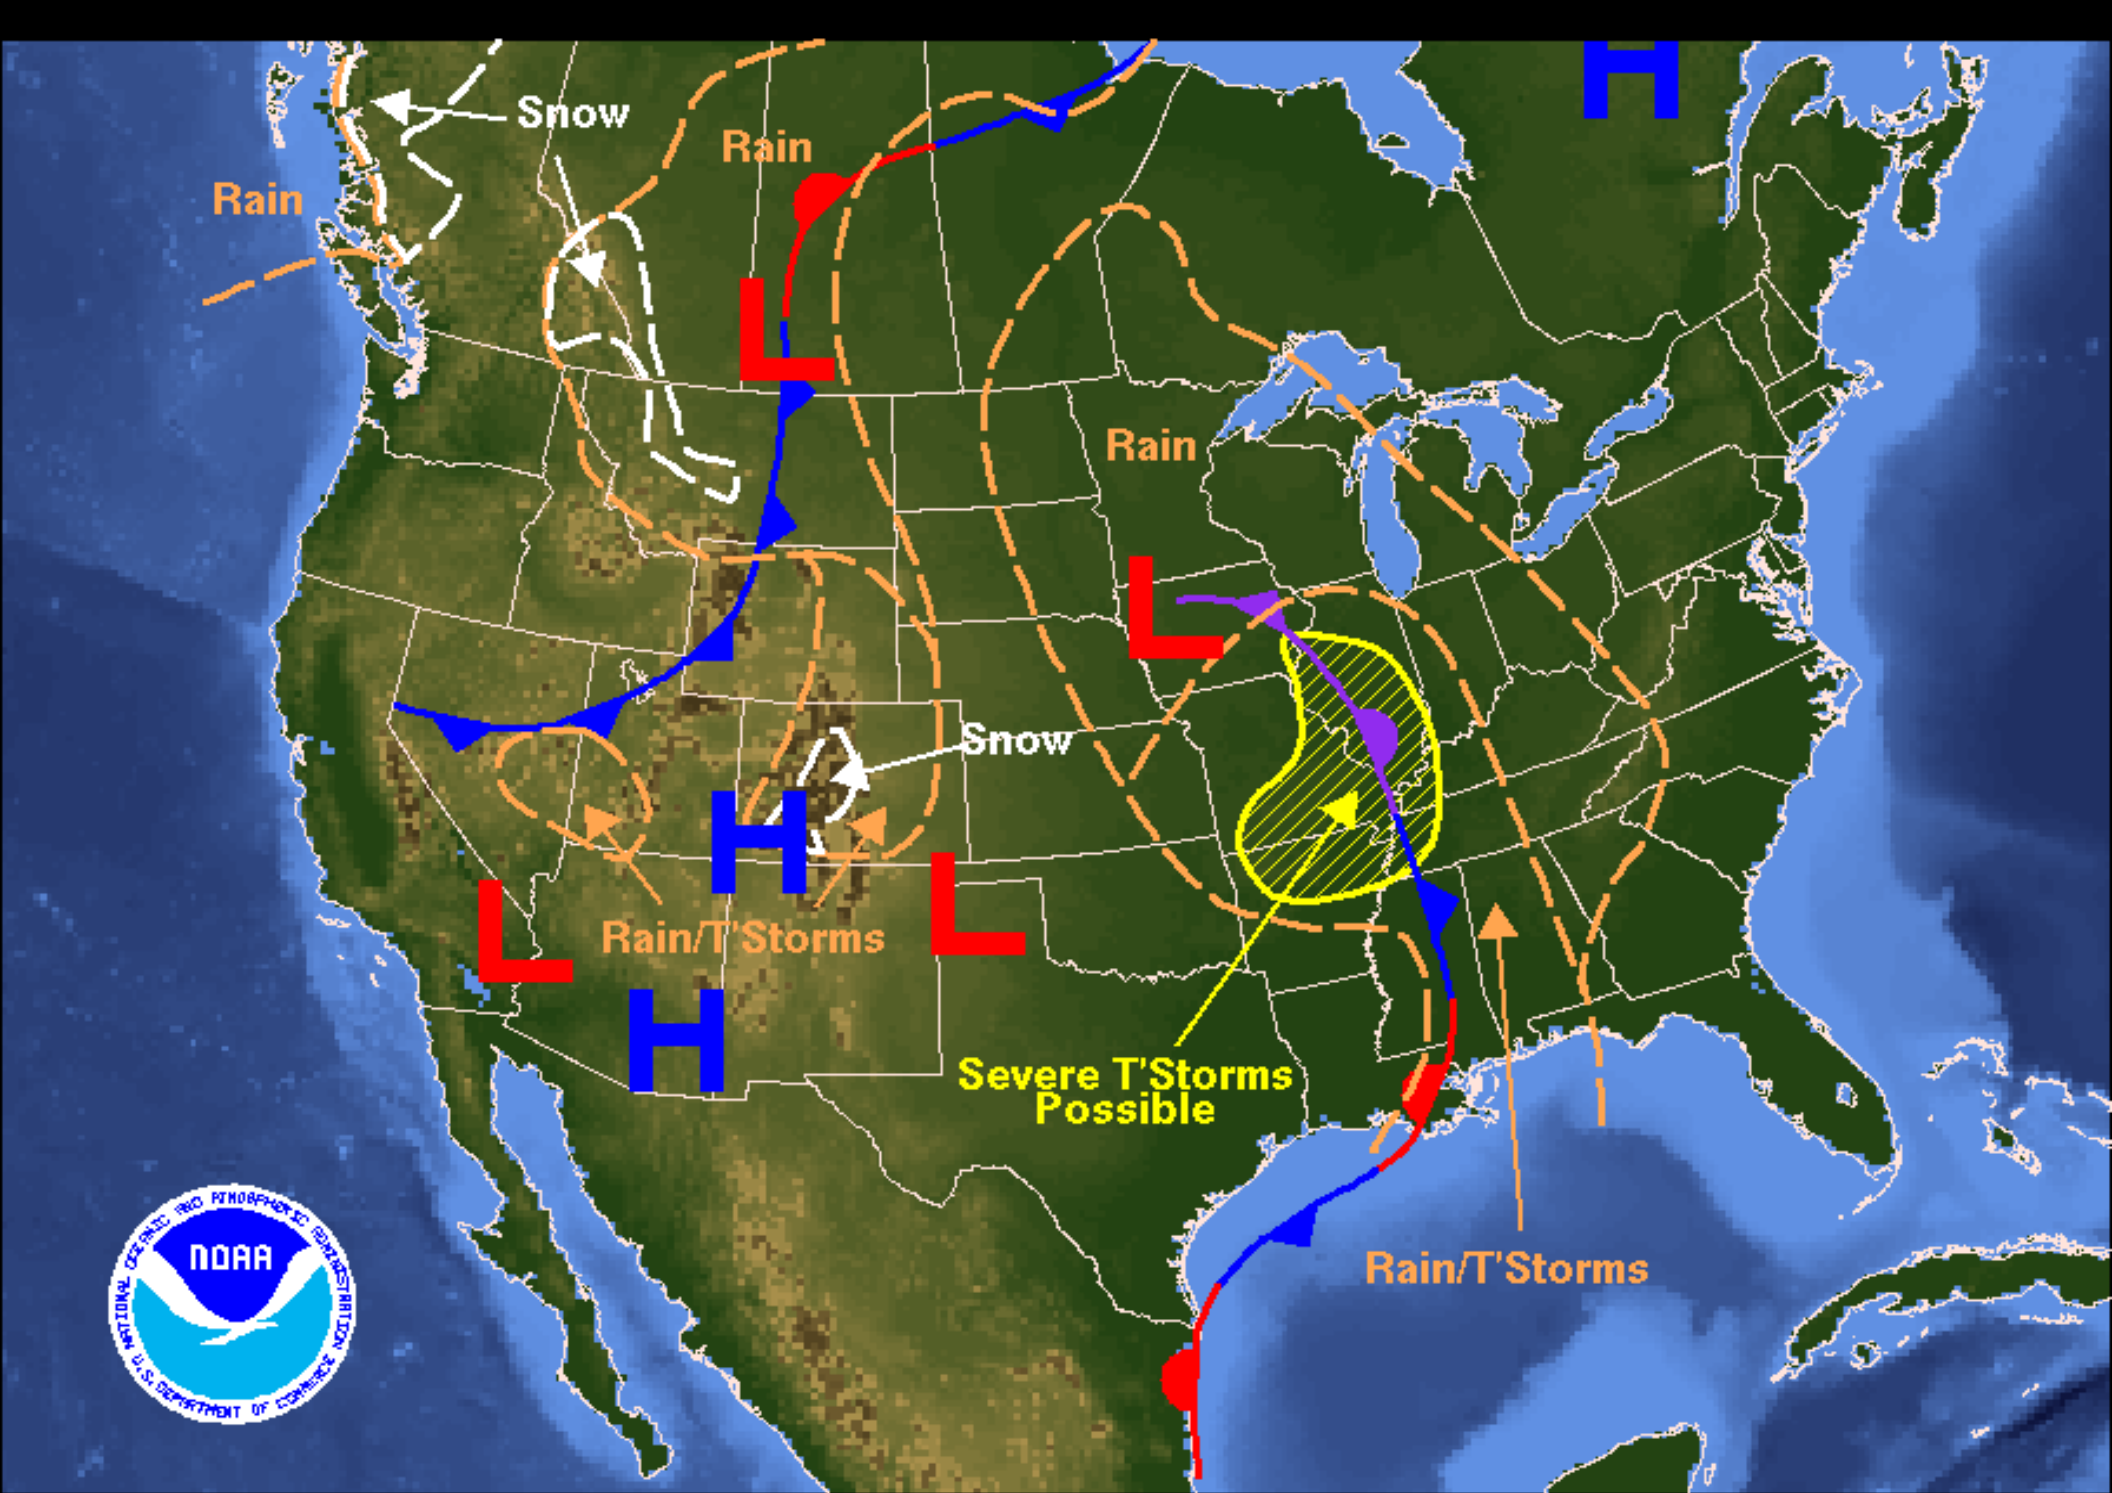 H
Snow
Rain
Rain
L
Rain
L
Snow
H
L
L
Rain/T'Storms
H
Severe T'Storms
Possible
NATIONAL OCEANIC AND ATMOSPHERIC ADMINISTRATION
NOAA
U.S. DEPARTMENT OF COMMERCE
Rain/T'Storms